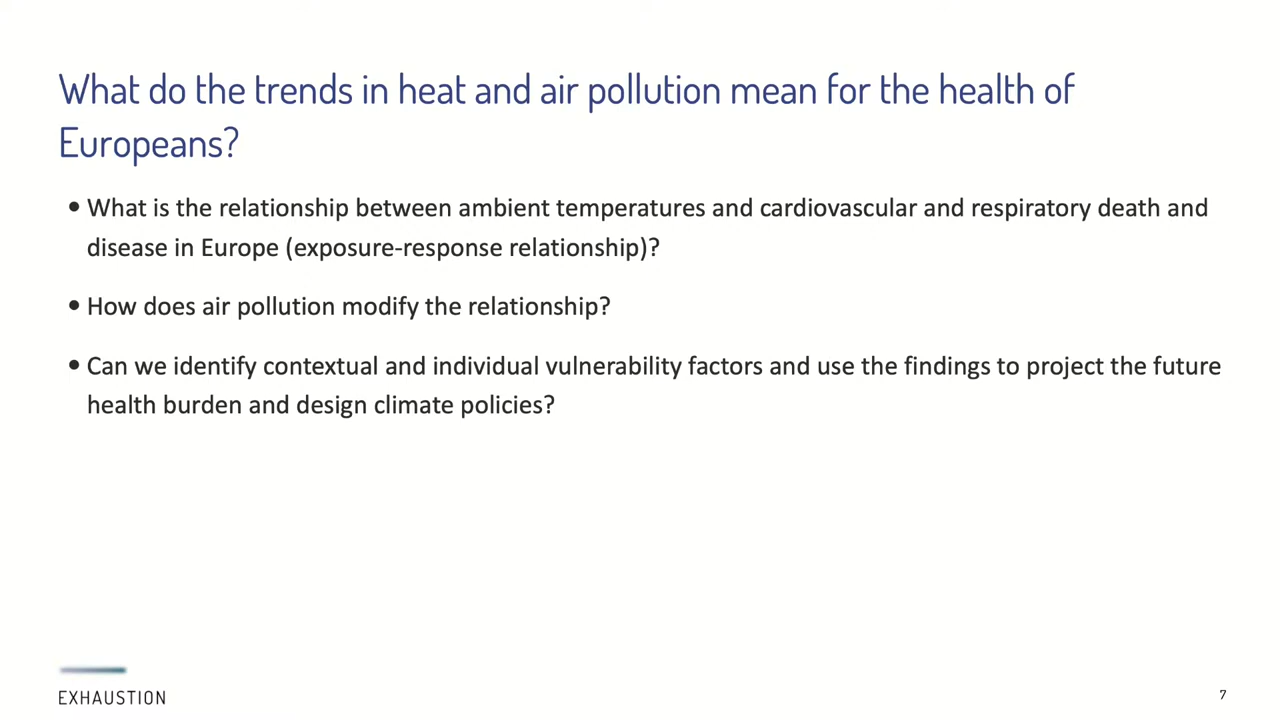 What do the trends in heat and air pollution mean for the health of
Europeans?
• What is the relationship between ambient temperatures and cardiovascular and respiratory death and
disease in Europe (exposure-response relationship)?
• How does air pollution modify the relationship?
• Can we identify contextual and individual vulnerability factors and use the findings to project the future
health burden and design climate policies?
EXHAUSTION
7